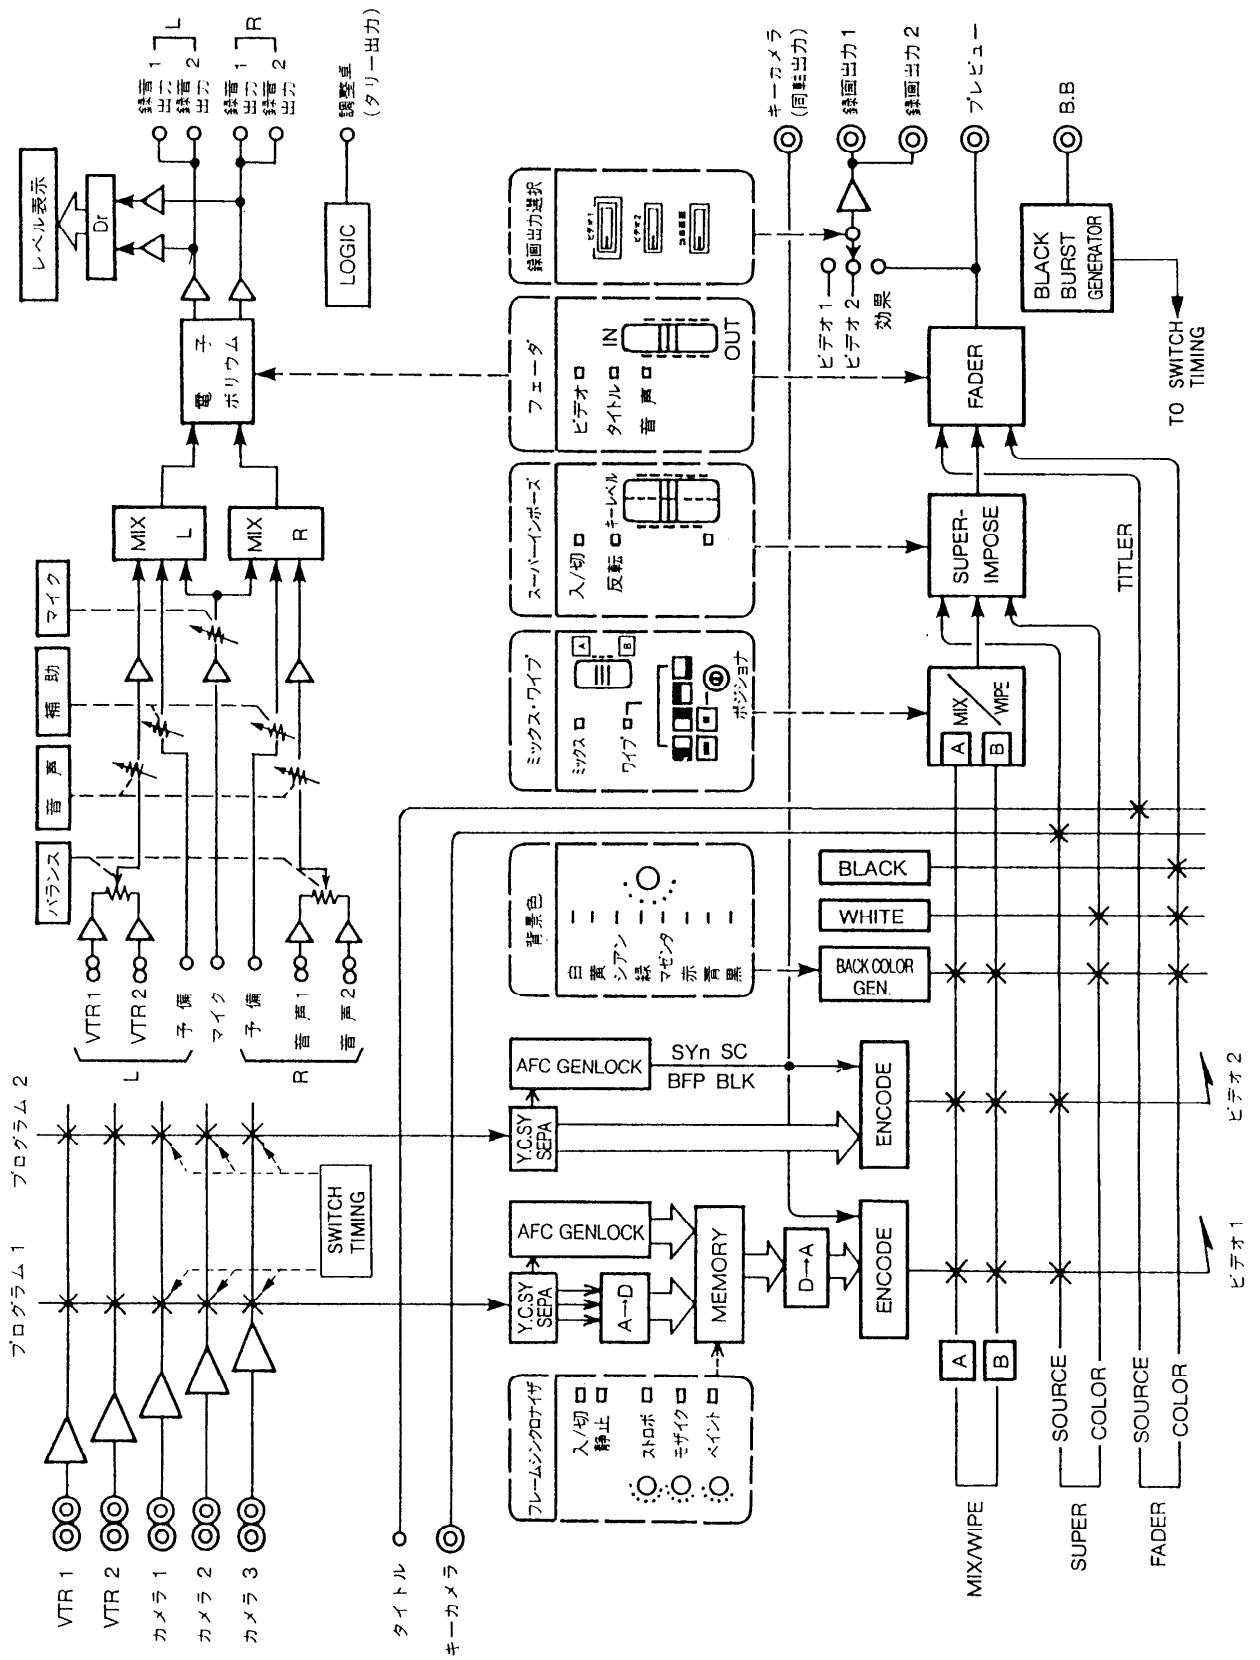 VTR 1
VTR 2
カメラ 1
カメラ 2
カメラ 3
プログラム 1
プログラム 2
SWITCH
TIMING
タイトル
キーカメラ
L
VTR 1
VTR 2
予備
マイク
R
予備
音声 1
音声 2
バランス
音声
補助
マイク
MIX
L
MIX
R
電子
ボリウム
レベル表示
Dr
録音 1
出力
録音 2
出力
L
録音 1
出力
録音 2
出力
R
LOGIC
調整卓
(タリー出力)
フレームシンクロナイザ
入/切
静止
ストロボ
モザイク
ペイント
Y.C.SY
SEPA
AFC GENLOCK
A→D
MEMORY
D→A
ENCODE
Y.C.SY
SEPA
AFC GENLOCK
SYn SC
BFP BLK
ENCODE
背景色
白
黄
シアン
緑
マゼンタ
赤
青
黒
BACK COLOR
GEN.
WHITE
BLACK
ミックス・ワイプ
ミックス
ワイプ
A
B
ポジショナ
スーパーインポーズ
入/切
反転
キーレベル
フェーダ
ビデオ
タイトル
音声
IN
OUT
録画出力選択
ビデオ1
ビデオ2
効果
キーカメラ
(同転出力)
録画出力 1
録画出力 2
プレビュー
B.B
ビデオ 1
ビデオ 2
効果
MIX/WIPE
A
B
SUPER
SOURCE
COLOR
FADER
SOURCE
COLOR
ビデオ 1
ビデオ 2
A
B
MIX
WIPE
SUPER-
IMPOSE
TITLER
FADER
BLACK
BURST
GENERATOR
TO SWITCH
TIMING